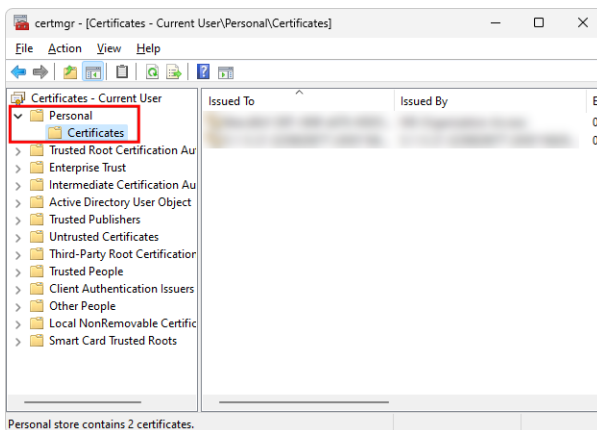 certmgr - [Certificates - Current User\Personal\Certificates]
File Action View Help
Certificates - Current User
Personal
Certificates
Trusted Root Certification Au
Enterprise Trust
Intermediate Certification Au
Active Directory User Object
Trusted Publishers
Untrusted Certificates
Third-Party Root Certification
Trusted People
Client Authentication Issuers
Other People
Local NonRemovable Certific
Smart Card Trusted Roots
Issued To Issued By E
0
0
Personal store contains 2 certificates.